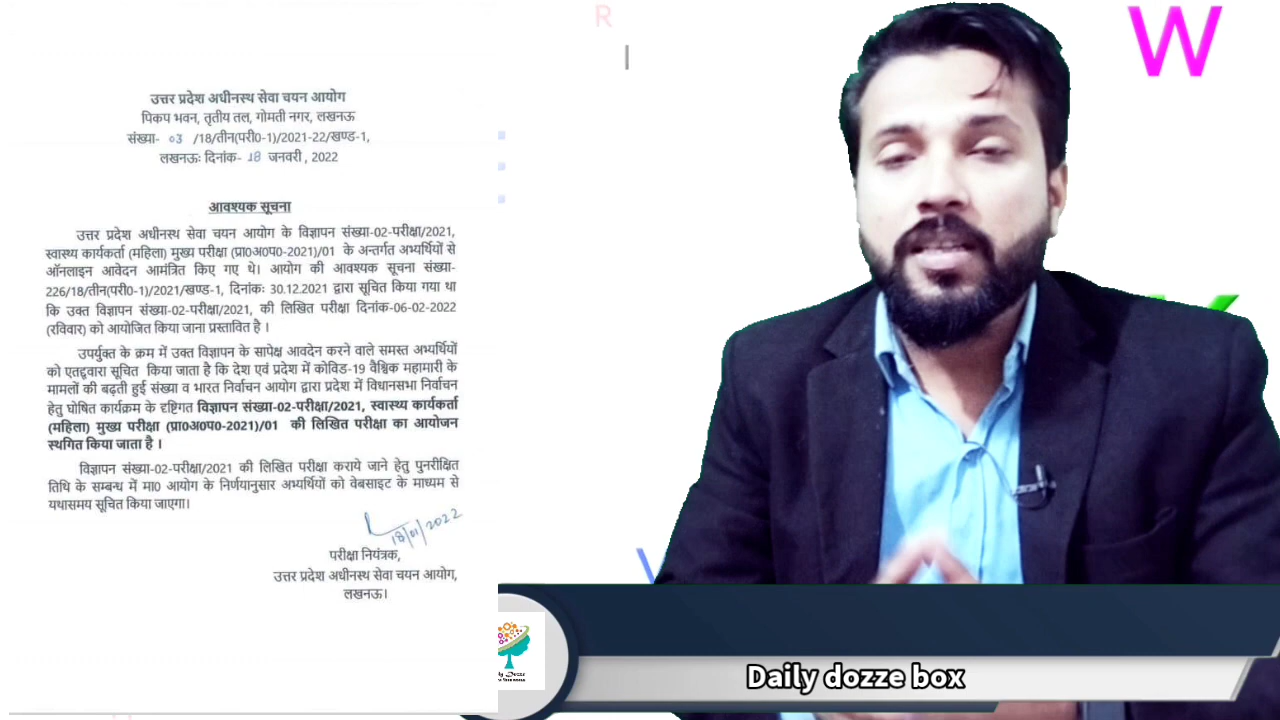 उत्तर प्रदेश अधीनस्थ सेवा चयन आयोग
पिकप भवन, तृतीय तल, गोमती नगर, लखनऊ
संख्या- 03 /18/तीन(परी0-1)/2021-22/खण्ड-1,
लखनऊः दिनांक- 18 जनवरी, 2022
आवश्यक सूचना
उत्तर प्रदेश अधीनस्थ सेवा चयन आयोग के विज्ञापन संख्या-02-परीक्षा/2021,
स्वास्थ्य कार्यकर्ता (महिला) मुख्य परीक्षा (प्रा0अ0प0-2021)/01 के अन्तर्गत अभ्यर्थियों से
ऑनलाइन आवेदन आमंत्रित किए गए थे। आयोग की आवश्यक सूचना संख्या-
226/18/तीन(परी0-1)/2021/खण्ड-1, दिनांकः 30.12.2021 द्वारा सूचित किया गया था
कि उक्त विज्ञापन संख्या-02-परीक्षा/2021, की लिखित परीक्षा दिनांक-06-02-2022
(रविवार) को आयोजित किया जाना प्रस्तावित है ।
उपर्युक्त के क्रम में उक्त विज्ञापन के सापेक्ष आवदेन करने वाले समस्त अभ्यर्थियों
को एतद्द्वारा सूचित किया जाता है कि देश एवं प्रदेश में कोविड-19 वैश्विक महामारी के
मामलों की बढ़ती हुई संख्या व भारत निर्वाचन आयोग द्वारा प्रदेश में विधानसभा निर्वाचन
हेतु घोषित कार्यक्रम के दृष्टिगत विज्ञापन संख्या-02-परीक्षा/2021, स्वास्थ्य कार्यकर्ता
(महिला) मुख्य परीक्षा (प्रा0अ0प0-2021)/01 की लिखित परीक्षा का आयोजन
स्थगित किया जाता है ।
विज्ञापन संख्या-02-परीक्षा/2021 की लिखित परीक्षा कराये जाने हेतु पुनरीक्षित
तिथि के सम्बन्ध में मा0 आयोग के निर्णयानुसार अभ्यर्थियों को वेबसाइट के माध्यम से
यथासमय सूचित किया जाएगा।
18/01/2022
परीक्षा नियंत्रक,
उत्तर प्रदेश अधीनस्थ सेवा चयन आयोग,
लखनऊ।
R
W
Daily dozze box